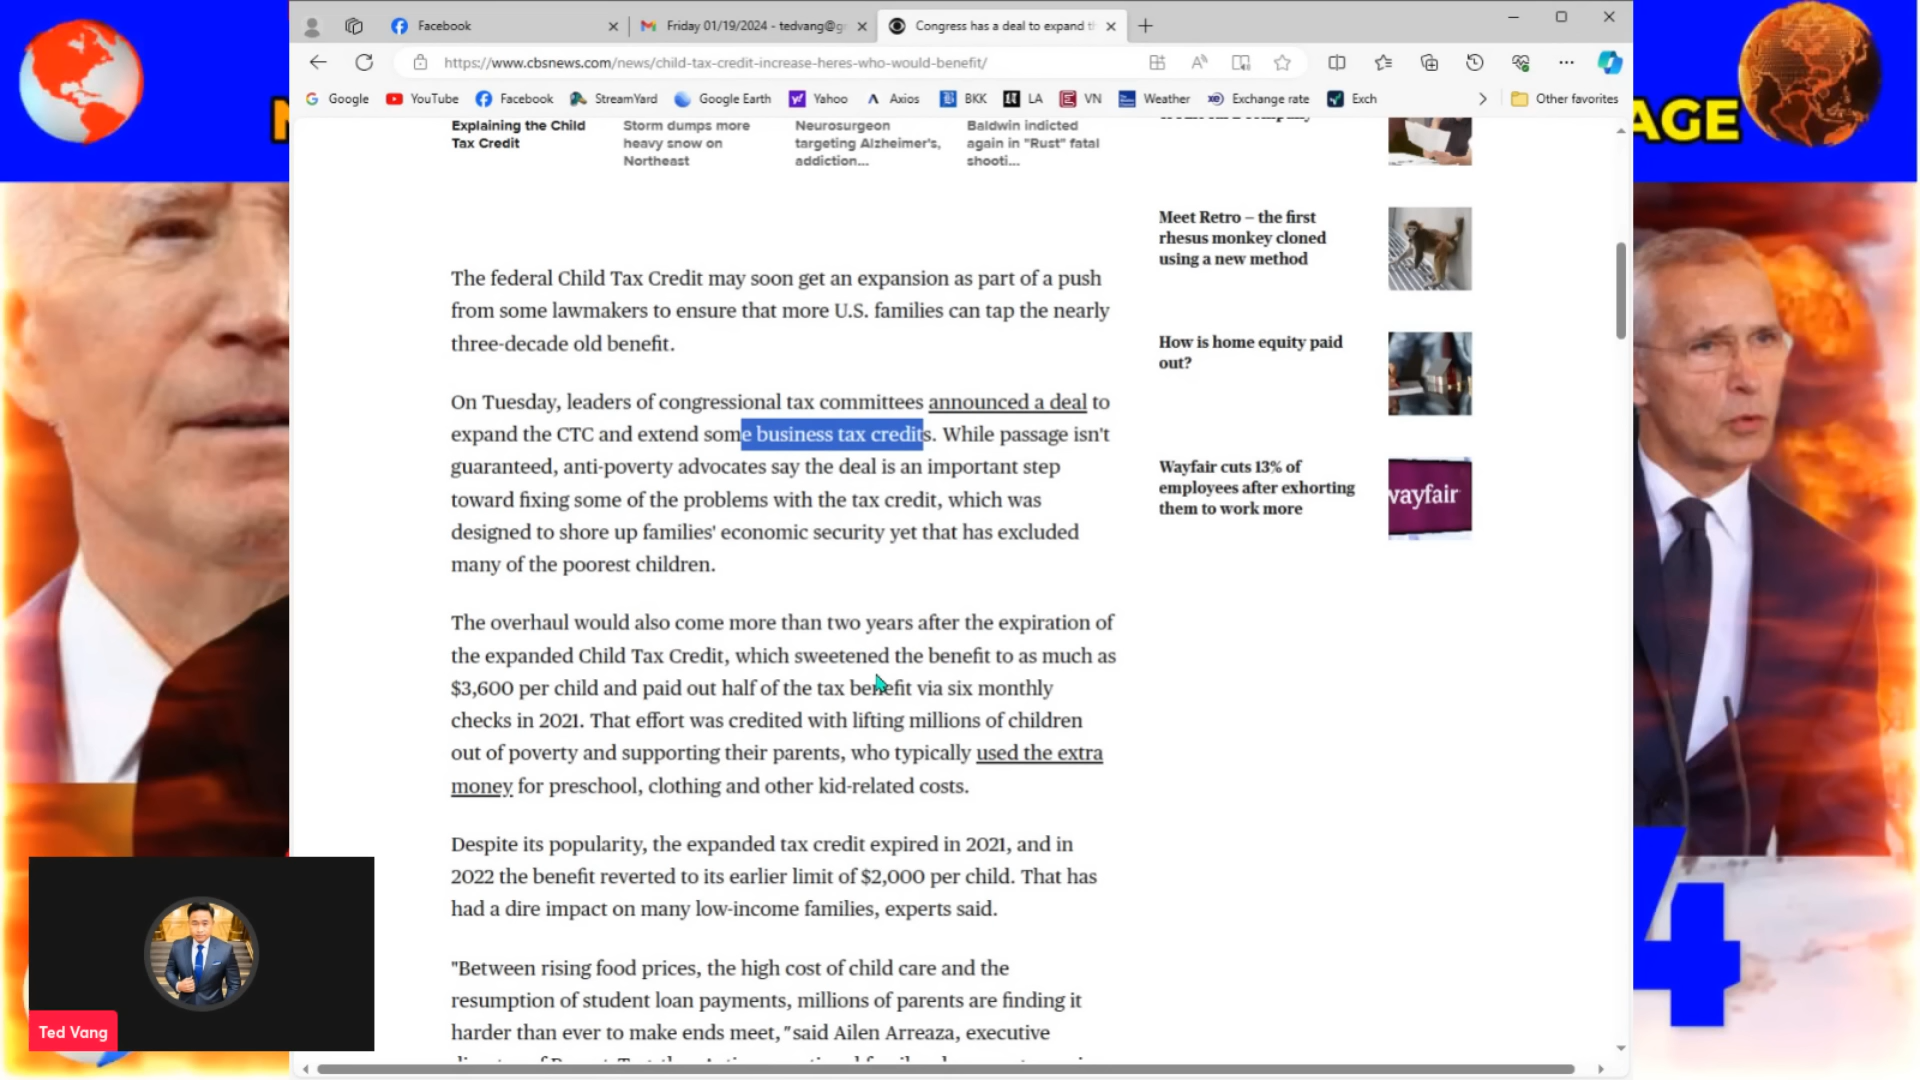 Facebook
Friday 01/19/2024 - tedvang@g
Congress has a deal to expand th
https://www.cbsnews.com/news/child-tax-credit-increase-heres-who-would-benefit/
Google YouTube Facebook StreamYard Google Earth Yahoo Axios BKK LA VN Weather Exchange rate Exch Other favorites
AGE
Explaining the Child
Tax Credit
Storm dumps more
heavy snow on
Northeast
Neurosurgeon
targeting Alzheimer's,
addiction...
Baldwin indicted
again in "Rust" fatal
shooti...
Meet Retro – the first
rhesus monkey cloned
using a new method
How is home equity paid
out?
Wayfair cuts 13% of
employees after exhorting
them to work more
wayfair
The federal Child Tax Credit may soon get an expansion as part of a push
from some lawmakers to ensure that more U.S. families can tap the nearly
three-decade old benefit.
On Tuesday, leaders of congressional tax committees announced a deal to
expand the CTC and extend some business tax credits. While passage isn't
guaranteed, anti-poverty advocates say the deal is an important step
toward fixing some of the problems with the tax credit, which was
designed to shore up families' economic security yet that has excluded
many of the poorest children.
The overhaul would also come more than two years after the expiration of
the expanded Child Tax Credit, which sweetened the benefit to as much as
$3,600 per child and paid out half of the tax benefit via six monthly
checks in 2021. That effort was credited with lifting millions of children
out of poverty and supporting their parents, who typically used the extra
money for preschool, clothing and other kid-related costs.
Despite its popularity, the expanded tax credit expired in 2021, and in
2022 the benefit reverted to its earlier limit of $2,000 per child. That has
had a dire impact on many low-income families, experts said.
"Between rising food prices, the high cost of child care and the
resumption of student loan payments, millions of parents are finding it
harder than ever to make ends meet," said Ailen Arreaza, executive
4
Ted Vang